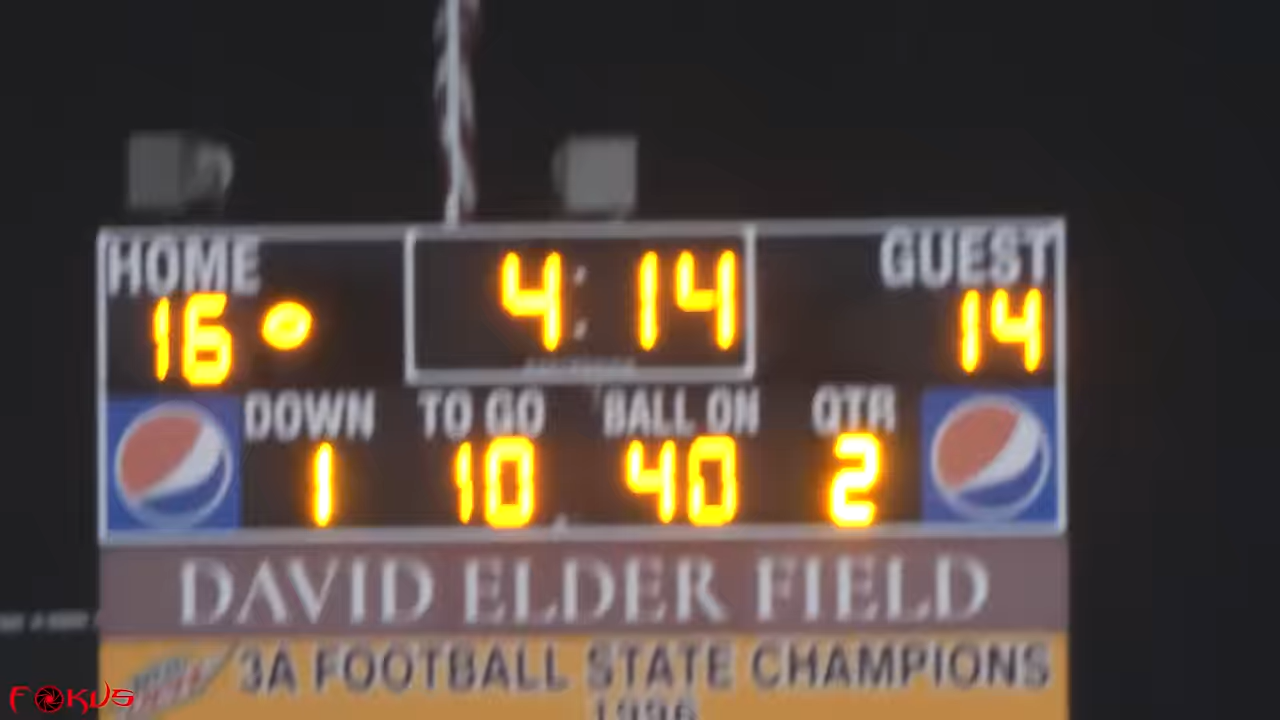 HOME 4:14 GUEST
16 14
DOWN TO GO BALL ON QTR
1 10 40 2
DAVID ELDER FIELD
3A FOOTBALL STATE CHAMPIONS
1996
FOKUS